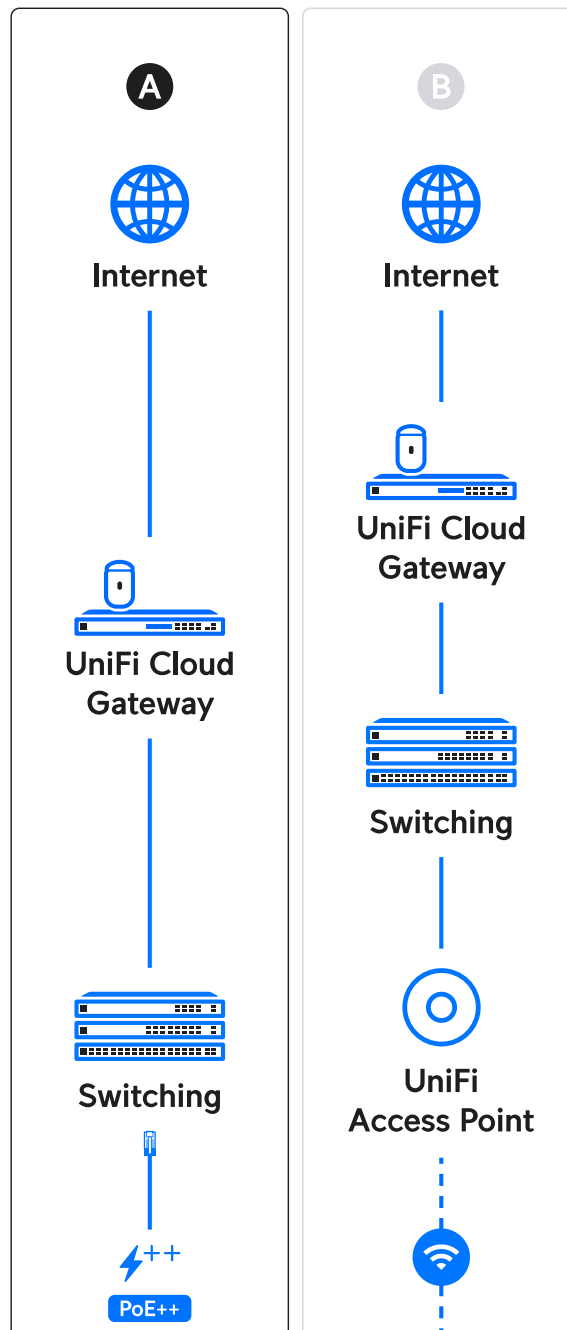 A
Internet
UniFi Cloud
Gateway
Switching
++
PoE++
B
Internet
UniFi Cloud
Gateway
Switching
UniFi
Access Point